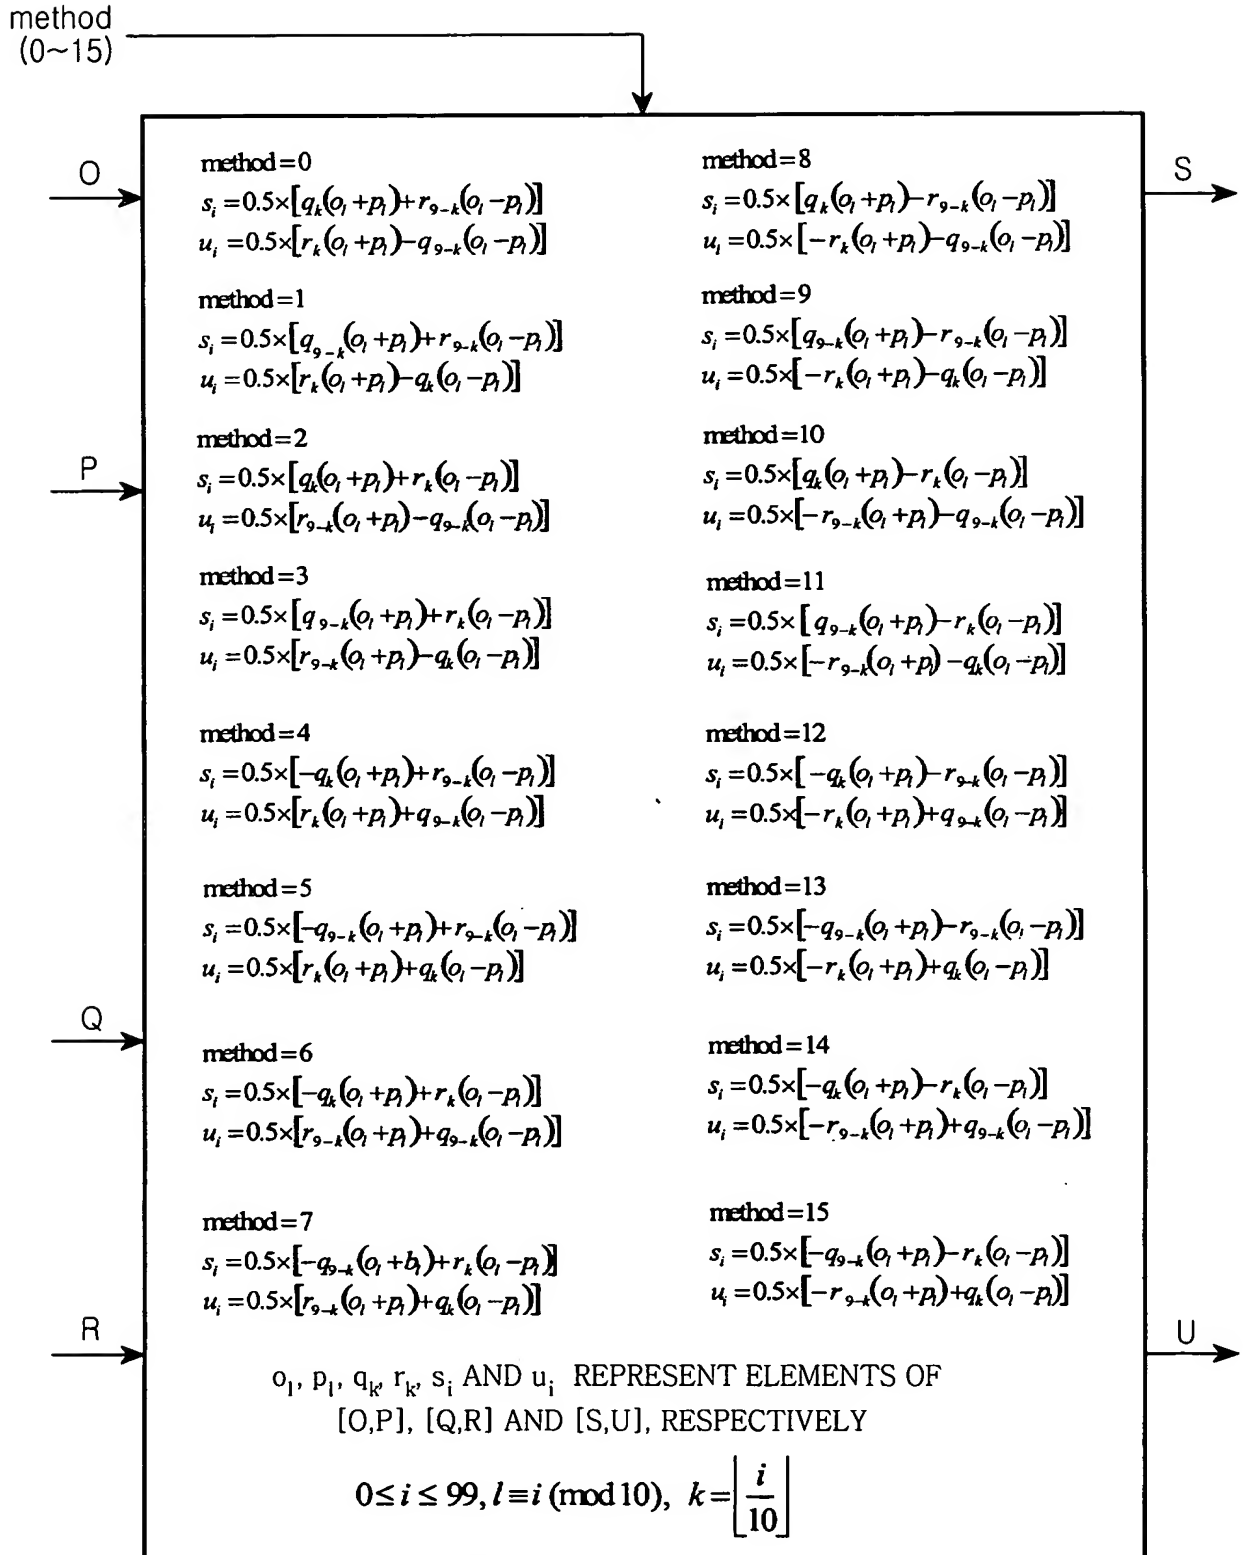 method
(0~15)
O
P
Q
R
S
U
method=0
s_i=0.5×[q_k(o_l+p_l)+r_{9-k}(o_l-p_l)]
u_i=0.5×[r_k(o_l+p_l)-q_{9-k}(o_l-p_l)]
method=1
s_i=0.5×[q_{9-k}(o_l+p_l)+r_{9-k}(o_l-p_l)]
u_i=0.5×[r_k(o_l+p_l)-q_k(o_l-p_l)]
method=2
s_i=0.5×[q_k(o_l+p_l)+r_k(o_l-p_l)]
u_i=0.5×[r_{9-k}(o_l+p_l)-q_{9-k}(o_l-p_l)]
method=3
s_i=0.5×[q_{9-k}(o_l+p_l)+r_k(o_l-p_l)]
u_i=0.5×[r_{9-k}(o_l+p_l)-q_k(o_l-p_l)]
method=4
s_i=0.5×[-q_k(o_l+p_l)+r_{9-k}(o_l-p_l)]
u_i=0.5×[r_k(o_l+p_l)+q_{9-k}(o_l-p_l)]
method=5
s_i=0.5×[-q_{9-k}(o_l+p_l)+r_{9-k}(o_l-p_l)]
u_i=0.5×[r_k(o_l+p_l)+q_k(o_l-p_l)]
method=6
s_i=0.5×[-q_k(o_l+p_l)+r_k(o_l-p_l)]
u_i=0.5×[r_{9-k}(o_l+p_l)+q_{9-k}(o_l-p_l)]
method=7
s_i=0.5×[-q_{9-k}(o_l+b_l)+r_k(o_l-p_l)]
u_i=0.5×[r_{9-k}(o_l+p_l)+q_k(o_l-p_l)]
method=8
s_i=0.5×[q_k(o_l+p_l)-r_{9-k}(o_l-p_l)]
u_i=0.5×[-r_k(o_l+p_l)-q_{9-k}(o_l-p_l)]
method=9
s_i=0.5×[q_{9-k}(o_l+p_l)-r_{9-k}(o_l-p_l)]
u_i=0.5×[-r_k(o_l+p_l)-q_k(o_l-p_l)]
method=10
s_i=0.5×[q_k(o_l+p_l)-r_k(o_l-p_l)]
u_i=0.5×[-r_{9-k}(o_l+p_l)-q_{9-k}(o_l-p_l)]
method=11
s_i=0.5×[q_{9-k}(o_l+p_l)-r_k(o_l-p_l)]
u_i=0.5×[-r_{9-k}(o_l+p_l)-q_k(o_l-p_l)]
method=12
s_i=0.5×[-q_k(o_l+p_l)-r_{9-k}(o_l-p_l)]
u_i=0.5×[-r_k(o_l+p_l)+q_{9-k}(o_l-p_l)]
method=13
s_i=0.5×[-q_{9-k}(o_l+p_l)-r_{9-k}(o_l-p_l)]
u_i=0.5×[-r_k(o_l+p_l)+q_k(o_l-p_l)]
method=14
s_i=0.5×[-q_k(o_l+p_l)-r_k(o_l-p_l)]
u_i=0.5×[-r_{9-k}(o_l+p_l)+q_{9-k}(o_l-p_l)]
method=15
s_i=0.5×[-q_{9-k}(o_l+p_l)-r_k(o_l-p_l)]
u_i=0.5×[-r_{9-k}(o_l+p_l)+q_k(o_l-p_l)]
o_l, p_l, q_k, r_k, s_i AND u_i REPRESENT ELEMENTS OF
[O,P], [Q,R] AND [S,U], RESPECTIVELY
0≤i≤99, l≡i (mod 10), k=⌊i/10⌋